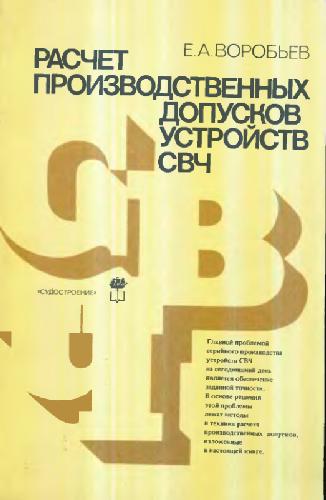 Е. А. ВОРОБЬЕВ
РАСЧЕТ
ПРОИЗВОДСТВЕННЫХ
ДОПУСКОВ
УСТРОЙСТВ
СВЧ
СВЧ
«СУДОСТРОЕНИЕ»
Главной проблемой
серийного производства
устройств СВЧ
на сегодняшний день
является обеспечение
заданной точности.
В основе решения
этой проблемы
лежат методы
и техника расчета
производственных допусков,
изложенные
в настоящей книге.